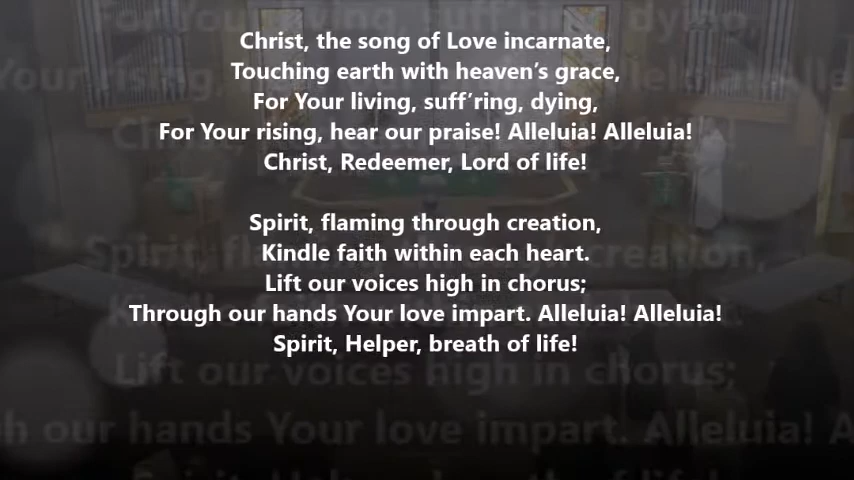 Christ, the song of Love incarnate,
Touching earth with heaven’s grace,
For Your living, suff’ring, dying,
For Your rising, hear our praise! Alleluia! Alleluia!
Christ, Redeemer, Lord of life!
Spirit, flaming through creation,
Kindle faith within each heart.
Lift our voices high in chorus;
Through our hands Your love impart. Alleluia! Alleluia!
Spirit, Helper, breath of life!